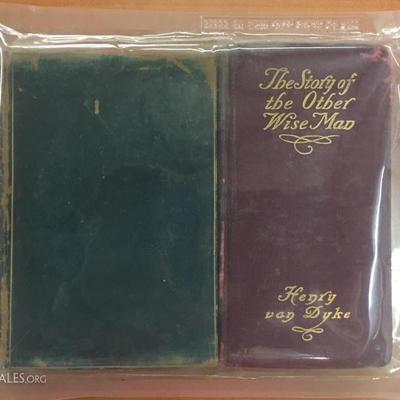 The Story of
the Other
Wise Man
Henry
van Dyke
ALES.ORG